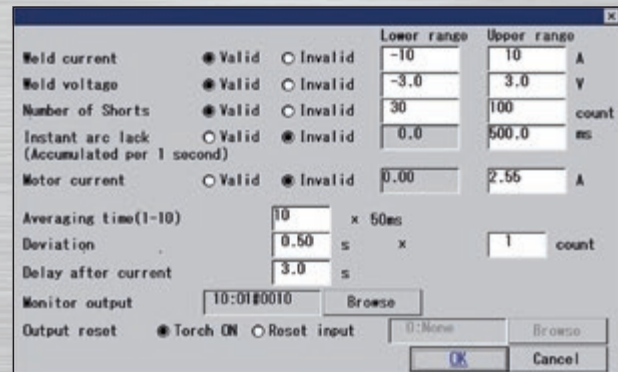 Lower range Upper range
Weld current Valid Invalid -10 10 A
Weld voltage Valid Invalid -3.0 3.0 V
Number of Shorts Valid Invalid 30 100 count
Instant arc lack Valid Invalid 0.0 500.0 ms
(Accumulated per 1 second)
Motor current Valid Invalid 0.00 2.55 A
Averaging time(1-10) 10 × 50ms
Deviation 0.50 s × 1 count
Delay after current 3.0 s
Monitor output 10:01#0010 Browse
Output reset Torch ON Reset input 0:None Browse
OK Cancel